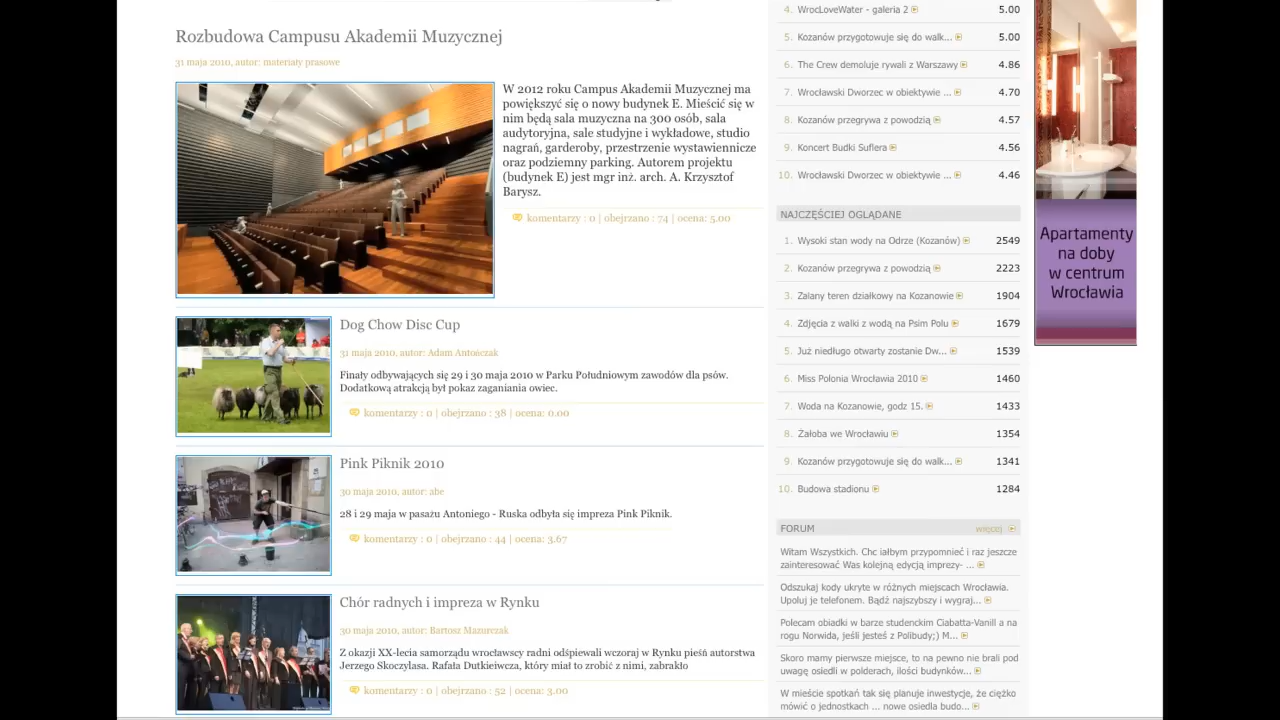 Rozbudowa Campusu Akademii Muzycznej
31 maja 2010, autor: materiały prasowe
W 2012 roku Campus Akademii Muzycznej ma
powiększyć się o nowy budynek E. Mieścić się w
nim będą sala muzyczna na 300 osób, sala
audytoryjna, sale studyjne i wykładowe, studio
nagrań, garderoby, przestrzenie wystawiennicze
oraz podziemny parking. Autorem projektu
(budynek E) jest mgr inż. arch. A. Krzysztof
Barysz.
komentarzy : 0 | obejrzano : 74 | ocena: 5.00
Dog Chow Disc Cup
31 maja 2010, autor: Adam Antończak
Finały odbywających się 29 i 30 maja 2010 w Parku Południowym zawodów dla psów.
Dodatkową atrakcją był pokaz zaganiania owiec.
komentarzy : 0 | obejrzano : 38 | ocena: 0.00
Pink Piknik 2010
30 maja 2010, autor: abe
28 i 29 maja w pasażu Antoniego - Ruska odbyła się impreza Pink Piknik.
komentarzy : 0 | obejrzano : 44 | ocena: 3.67
Chór radnych i impreza w Rynku
30 maja 2010, autor: Bartosz Mazurczak
Z okazji XX-lecia samorządu wrocławscy radni odśpiewali wczoraj w Rynku pieśń autorstwa
Jerzego Skoczylasa. Rafała Dutkiewicza, który miał to zrobić z nimi, zabrakło
komentarzy : 0 | obejrzano : 52 | ocena: 3.00
4. WrocLoveWater - galeria 2 5.00
5. Kozanów przygotowuje się do walk... 5.00
6. The Crew demoluje rywali z Warszawy 4.86
7. Wrocławski Dworzec w obiektywie ... 4.70
8. Kozanów przegrywa z powodzią 4.57
9. Koncert Budki Suflera 4.56
10. Wrocławski Dworzec w obiektywie ... 4.46
NAJCZĘŚCIEJ OGLĄDANE
1. Wysoki stan wody na Odrze (Kozanów) 2549
2. Kozanów przegrywa z powodzią 2223
3. Zalany teren działkowy na Kozanowie 1904
4. Zdjęcia z walki z wodą na Psim Polu 1679
5. Już niedługo otwarty zostanie Dw... 1539
6. Miss Polonia Wrocławia 2010 1460
7. Woda na Kozanowie, godz 15. 1433
8. Żałoba we Wrocławiu 1354
9. Kozanów przygotowuje się do walk... 1341
10. Budowa stadionu 1284
FORUM więcej
Witam Wszystkich. Chc iałbym przypomnieć i raz jeszcze
zainteresować Was kolejną edycją imprezy- ...
Odszukaj kody ukryte w różnych miejscach Wrocławia.
Upoluj je telefonem. Bądź najszybszy i wygraj...
Polecam obiadki w barze studenckim Ciabatta-Vanill a na
rogu Norwida, jeśli jesteś z Polibudy;) M...
Skoro mamy pierwsze miejsce, to na pewno nie brali pod
uwagę osiedli w polderach, ilości budynków...
W mieście spotkań tak się planuje inwestycje, że ciężko
mówić o jednostkach ... nowe osiedla budo...
Apartamenty
na doby
w centrum
Wrocławia